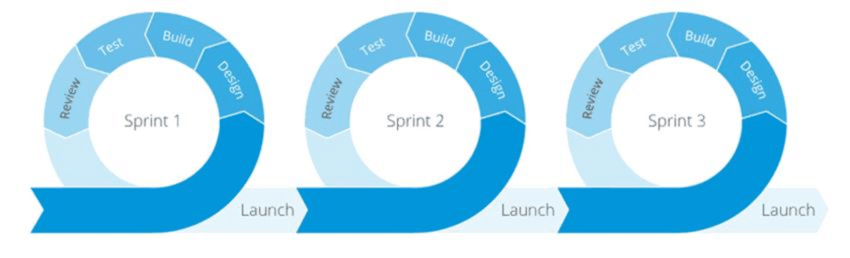 Test
Build
Design
Review
Sprint 1
Launch
Test
Build
Design
Review
Sprint 2
Launch
Test
Build
Design
Review
Sprint 3
Launch